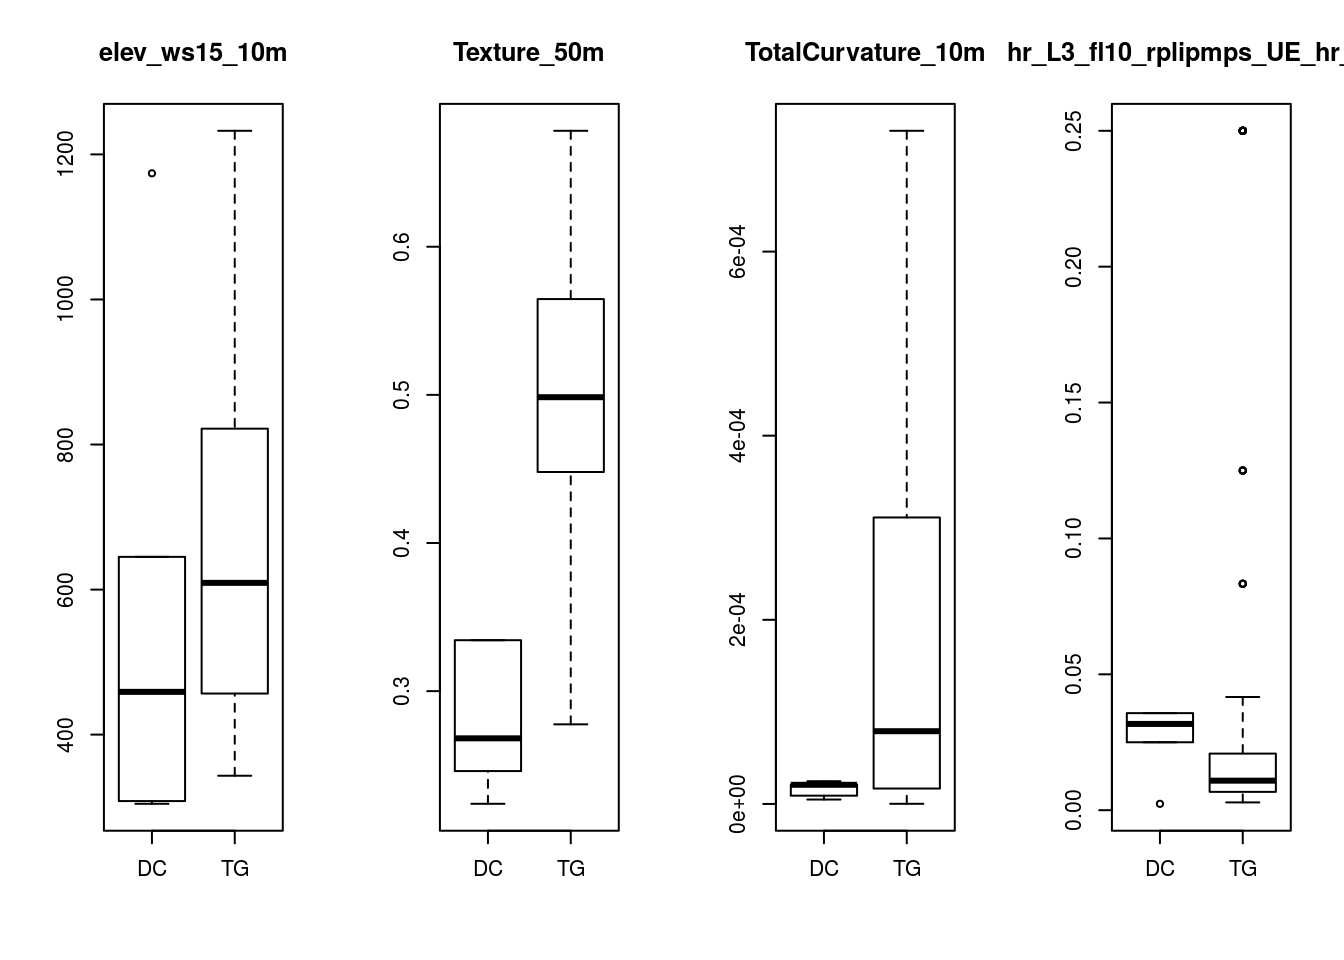 elev_ws15_10m
1200
1000
800
600
400
DC TG
Texture_50m
0.6
0.5
0.4
0.3
DC TG
TotalCurvature_10m
6e-04
4e-04
2e-04
0e+00
DC TG
hr_L3_fl10_rplipmps_UE_hr_
0.25
0.20
0.15
0.10
0.05
0.00
DC TG